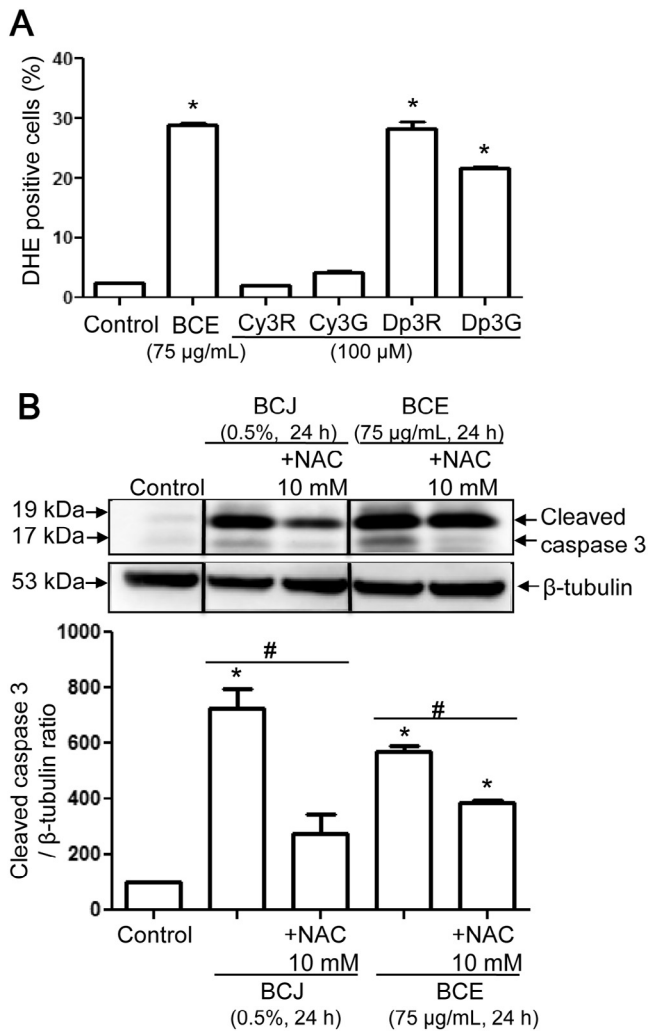 A
DHE positive cells (%)
40
30
20
10
0
* * *
Control BCE Cy3R Cy3G Dp3R Dp3G
(75 µg/mL) (100 µM)
B
BCJ BCE
(0.5%, 24 h) (75 µg/mL, 24 h)
+NAC +NAC
Control 10 mM 10 mM
19 kDa Cleaved
17 kDa caspase 3
53 kDa β-tubulin
Cleaved caspase 3
/ β-tubulin ratio
1000
800
600
400
200
0
# #
* * *
Control +NAC +NAC
10 mM 10 mM
BCJ BCE
(0.5%, 24 h) (75 µg/mL, 24 h)